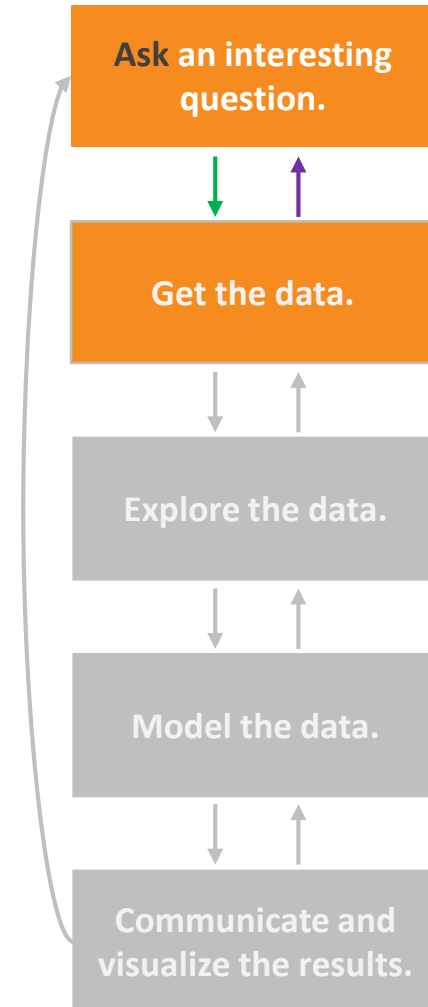 Ask an interesting
question.
Get the data.
Explore the data.
Model the data.
Communicate and
visualize the results.